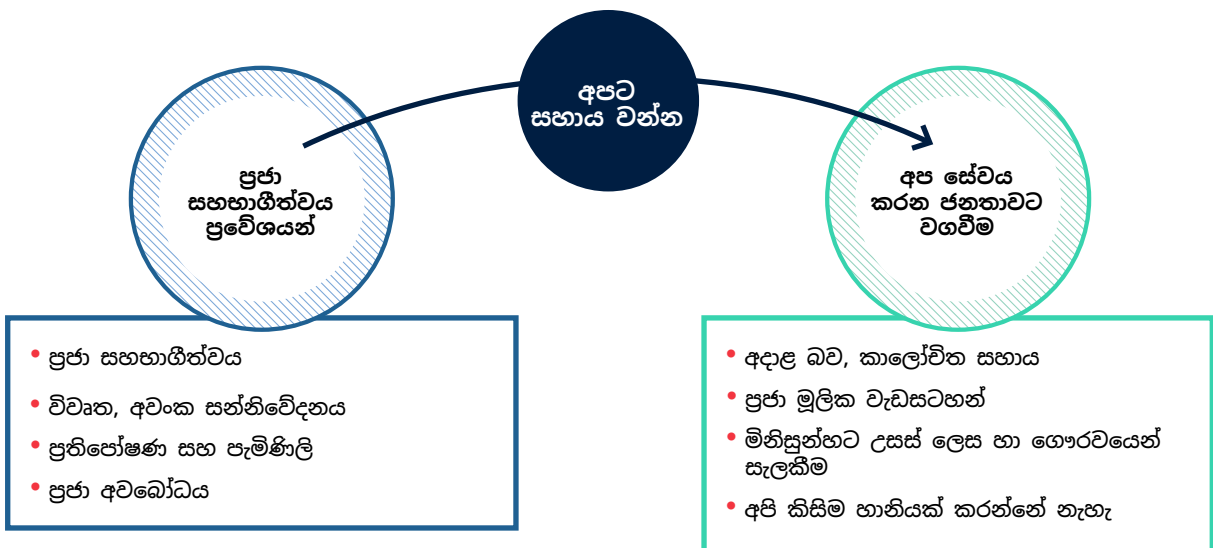 අපට
සහාය වන්න
ප්‍රජා
සහභාගීත්වය
ප්‍රවේශයන්
අප සේවය
කරන ජනතාවට
වගවීම
• ප්‍රජා සහභාගීත්වය
• විවෘත, අවංක සන්නිවේදනය
• ප්‍රතිපෝෂණ සහ පැමිණිලි
• ප්‍රජා අවබෝධය
• අදාළ බව, කාලෝචිත සහාය
• ප්‍රජා මූලික වැඩසටහන්
• මිනිසුන්හට උසස් ලෙස හා ගෞරවයෙන්
සැලකීම
• අපි කිසිම හානියක් කරන්නේ නැහැ